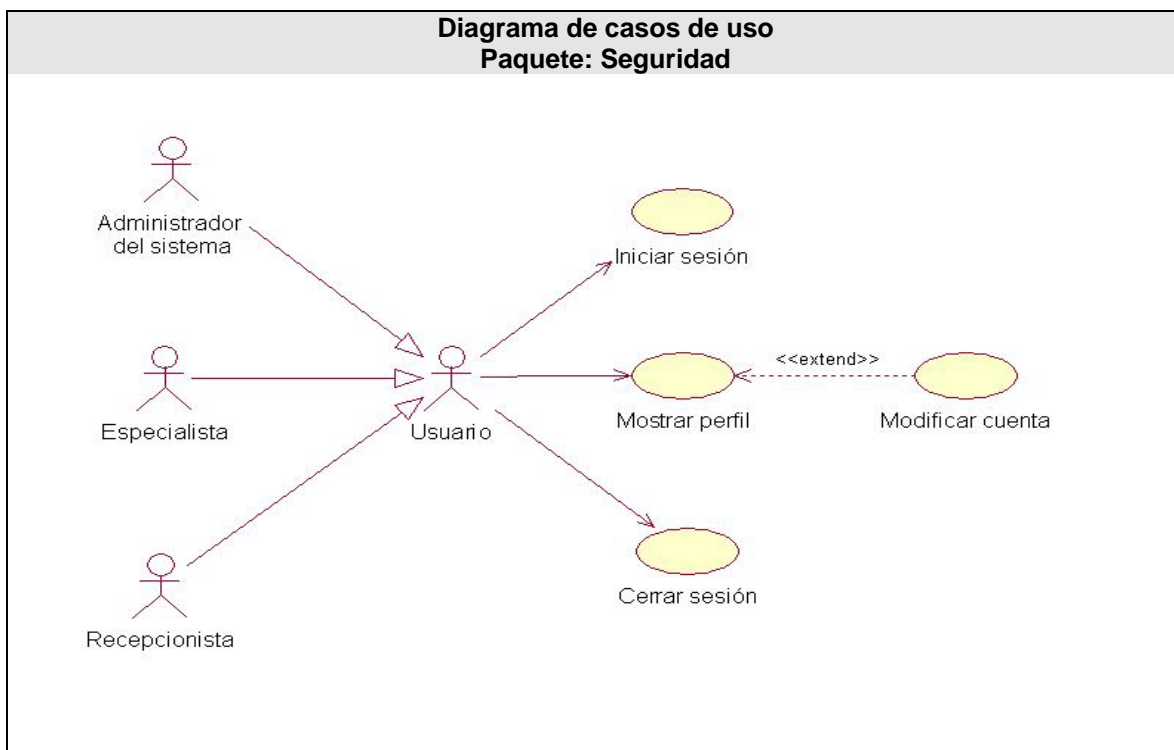 Diagrama de casos de uso
Paquete: Seguridad
Administrador
del sistema
Iniciar sesión
<<extend>>
Especialista
Usuario
Mostrar perfil
Modificar cuenta
Cerrar sesión
Recepcionista